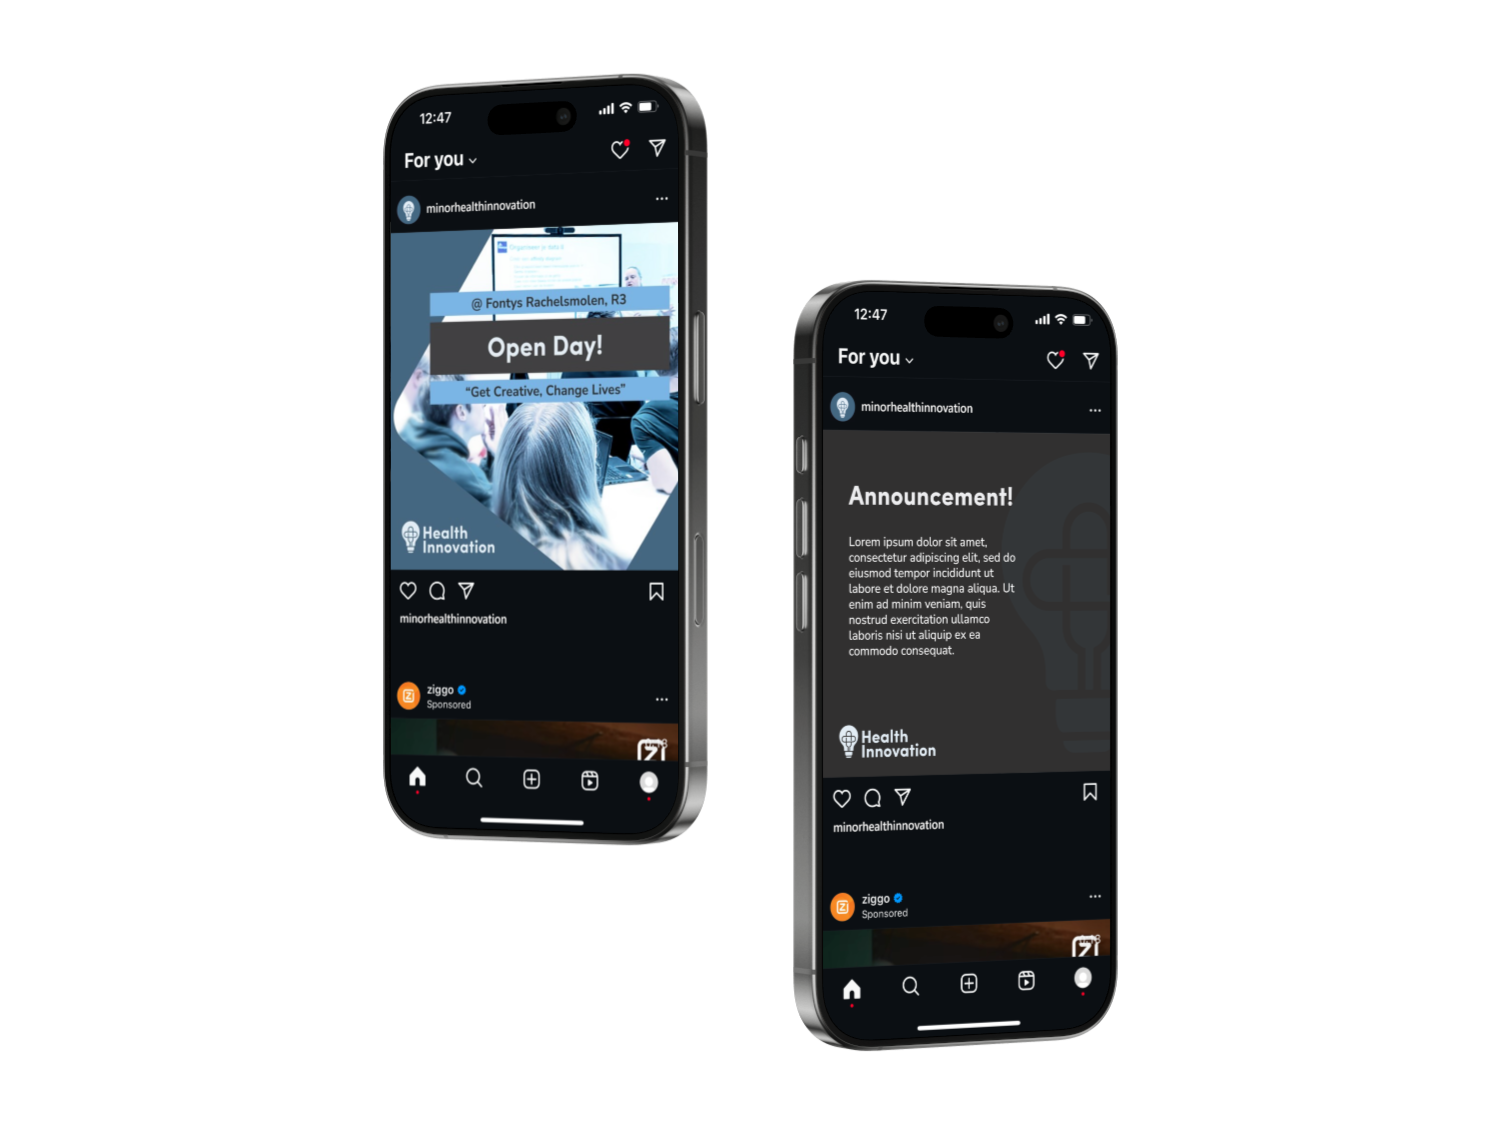 12:47
For you
minorhealthinnovation
@ Fontys Rachelsmolen, R3
Open Day!
“Get Creative, Change Lives”
Health
Innovation
minorhealthinnovation
ziggo
Sponsored
12:47
For you
minorhealthinnovation
Announcement!
Lorem ipsum dolor sit amet,
consectetur adipiscing elit, sed do
eiusmod tempor incididunt ut
labore et dolore magna aliqua. Ut
enim ad minim veniam, quis
nostrud exercitation ullamco
laboris nisi ut aliquip ex ea
commodo consequat.
Health
Innovation
minorhealthinnovation
ziggo
Sponsored